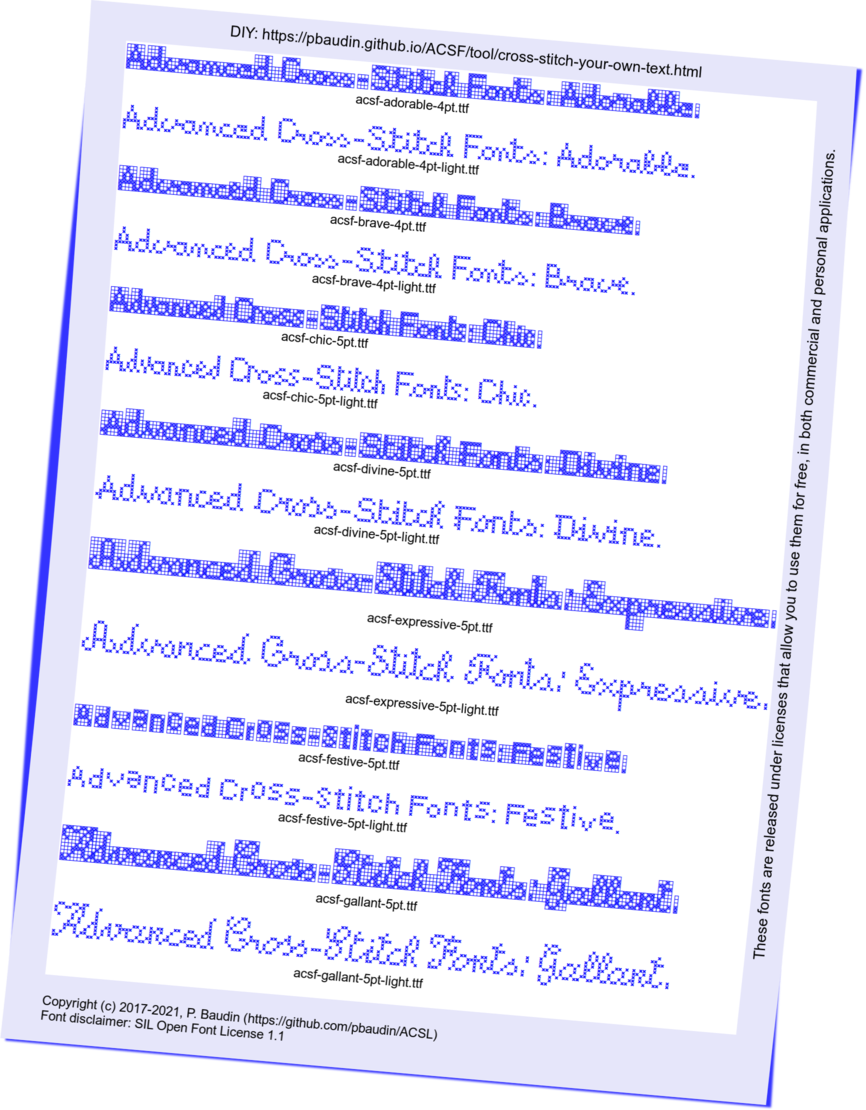 DIY: https://pbaudin.github.io/ACSF/tool/cross-stitch-your-own-text.html
Advanced Cross-Stitch Fonts: Adorable.
acsf-adorable-4pt.ttf
Advanced Cross-Stitch Fonts: Adorable.
acsf-adorable-4pt-light.ttf
Advanced Cross-Stitch Fonts: Brave.
acsf-brave-4pt.ttf
Advanced Cross-Stitch Fonts: Brave.
acsf-brave-4pt-light.ttf
Advanced Cross-Stitch Fonts: Chic.
acsf-chic-5pt.ttf
Advanced Cross-Stitch Fonts: Chic.
acsf-chic-5pt-light.ttf
Advanced Cross-Stitch Fonts: Divine.
acsf-divine-5pt.ttf
Advanced Cross-Stitch Fonts: Divine.
acsf-divine-5pt-light.ttf
Advanced Cross-Stitch Fonts: Expressive.
acsf-expressive-5pt.ttf
Advanced Cross-Stitch Fonts: Expressive.
acsf-expressive-5pt-light.ttf
Advanced Cross-Stitch Fonts: Festive.
acsf-festive-5pt.ttf
Advanced Cross-Stitch Fonts: Festive.
acsf-festive-5pt-light.ttf
Advanced Cross-Stitch Fonts: Gallant.
acsf-gallant-5pt.ttf
Advanced Cross-Stitch Fonts: Gallant.
acsf-gallant-5pt-light.ttf
These fonts are released under licenses that allow you to use them for free, in both commercial and personal applications.
Copyright (c) 2017-2021, P. Baudin (https://github.com/pbaudin/ACSL)
Font disclaimer: SIL Open Font License 1.1